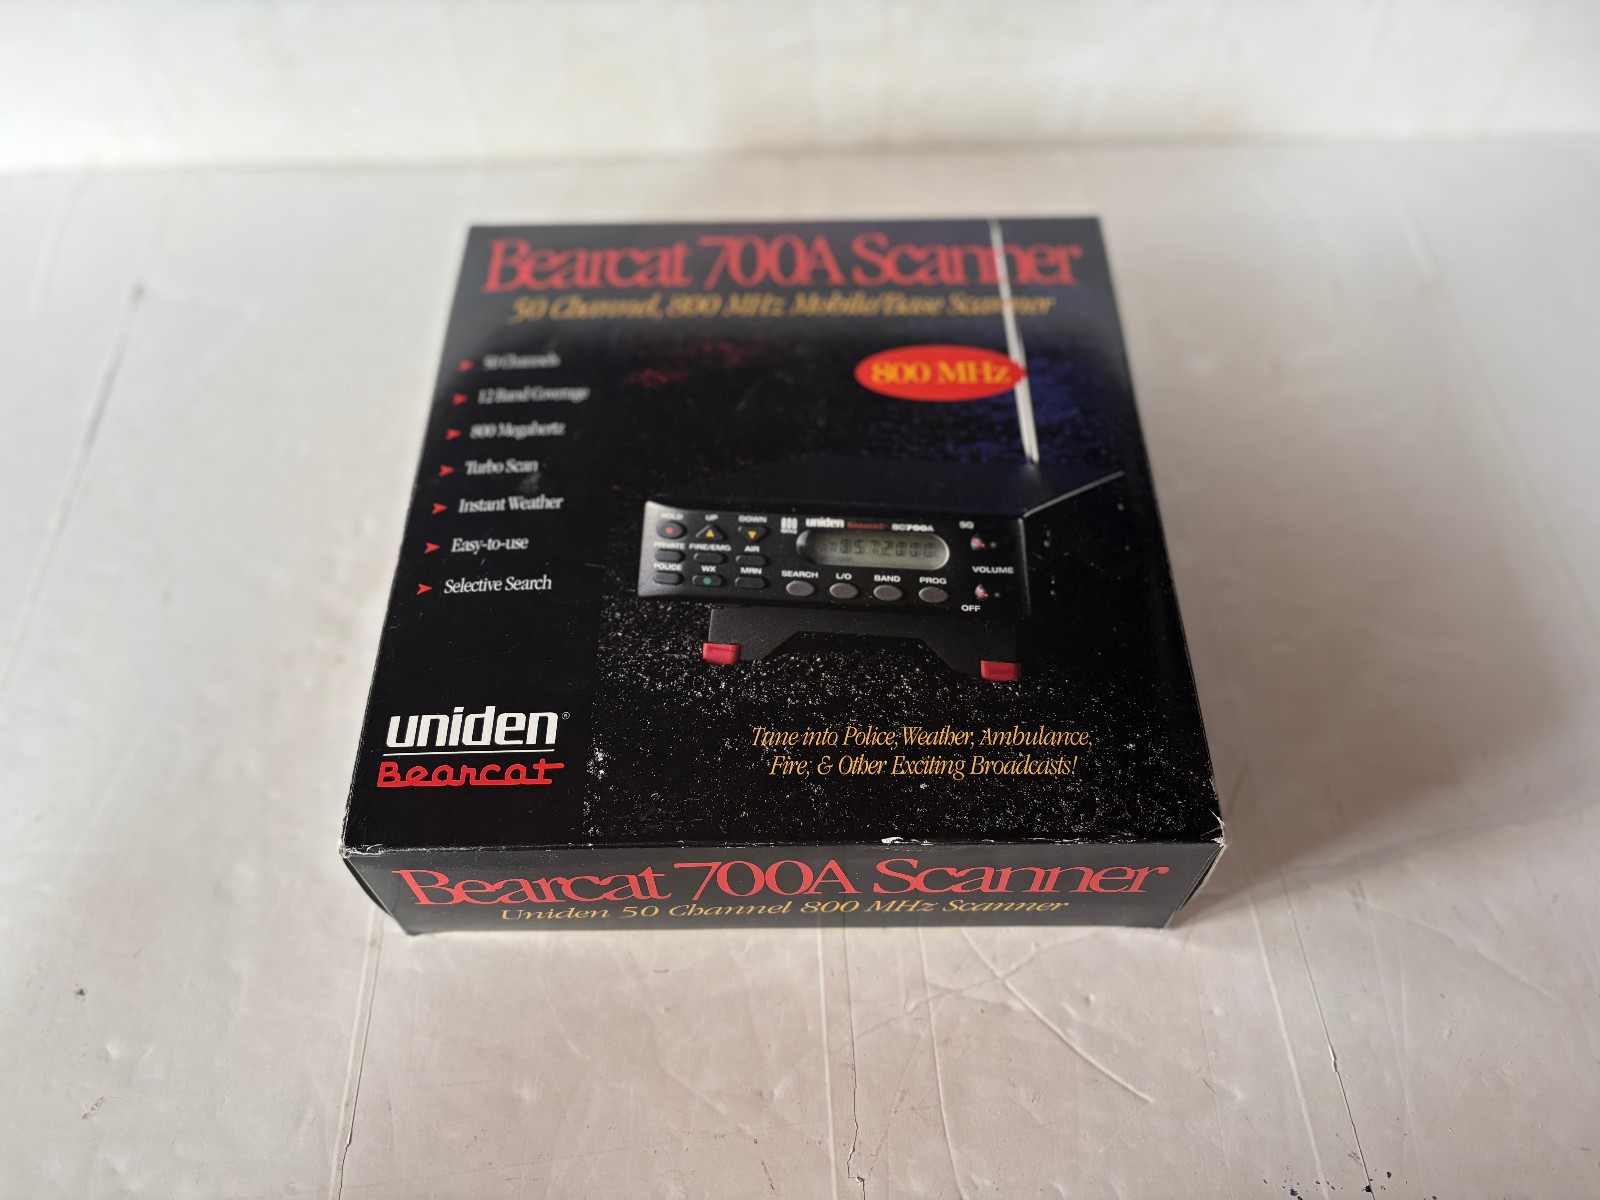 Bearcat 700A Scanner
50 Channel, 800 MHz Mobile/Base Scanner
50 Channels
12 Band Coverage
800 Megahertz
Turbo Scan
Instant Weather
Easy-to-use
Selective Search
800 MHz
HOLD UP DOWN uniden Bearcat BC700A SQ
PRIVATE FIRE/EMG AIR
POLICE WX MRN SEARCH L/O BAND PROG VOLUME
OFF
uniden®
Bearcat
Tune into Police, Weather, Ambulance,
Fire, & Other Exciting Broadcasts!
Bearcat 700A Scanner
Uniden 50 Channel 800 MHz Scanner